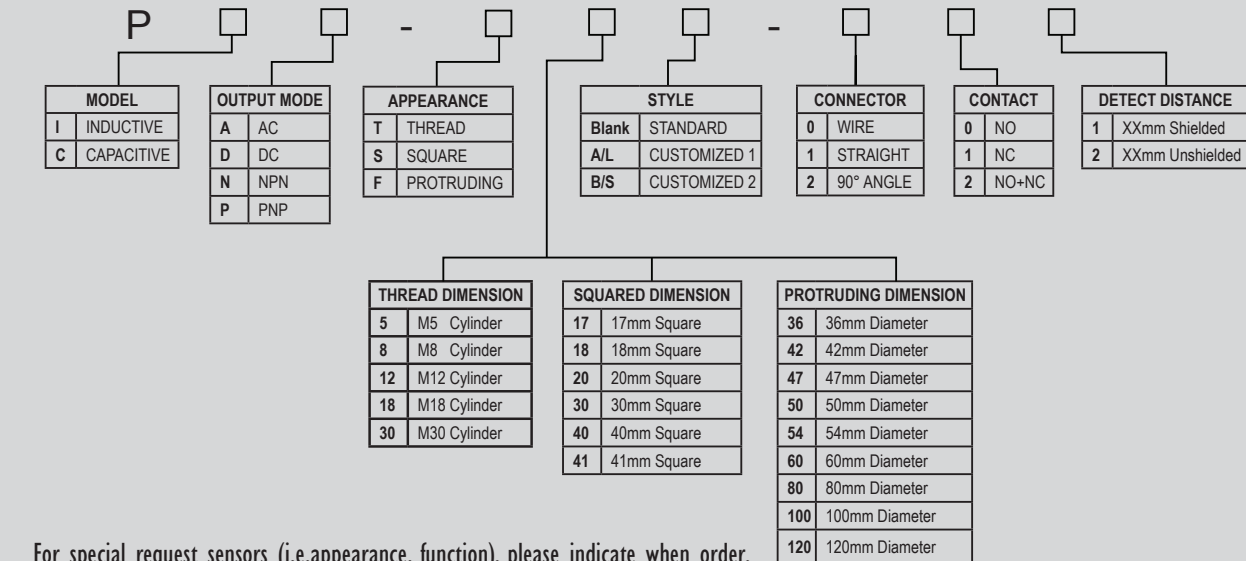 P - -
MODEL
I INDUCTIVE
C CAPACITIVE
OUTPUT MODE
A AC
D DC
N NPN
P PNP
APPEARANCE
T THREAD
S SQUARE
F PROTRUDING
STYLE
Blank STANDARD
A/L CUSTOMIZED 1
B/S CUSTOMIZED 2
CONNECTOR
0 WIRE
1 STRAIGHT
2 90° ANGLE
CONTACT
0 NO
1 NC
2 NO+NC
DETECT DISTANCE
1 XXmm Shielded
2 XXmm Unshielded
THREAD DIMENSION
5 M5 Cylinder
8 M8 Cylinder
12 M12 Cylinder
18 M18 Cylinder
30 M30 Cylinder
SQUARED DIMENSION
17 17mm Square
18 18mm Square
20 20mm Square
30 30mm Square
40 40mm Square
41 41mm Square
PROTRUDING DIMENSION
36 36mm Diameter
42 42mm Diameter
47 47mm Diameter
50 50mm Diameter
54 54mm Diameter
60 60mm Diameter
80 80mm Diameter
100 100mm Diameter
120 120mm Diameter
For special request sensors (i.e.appearance, function), please indicate when order.